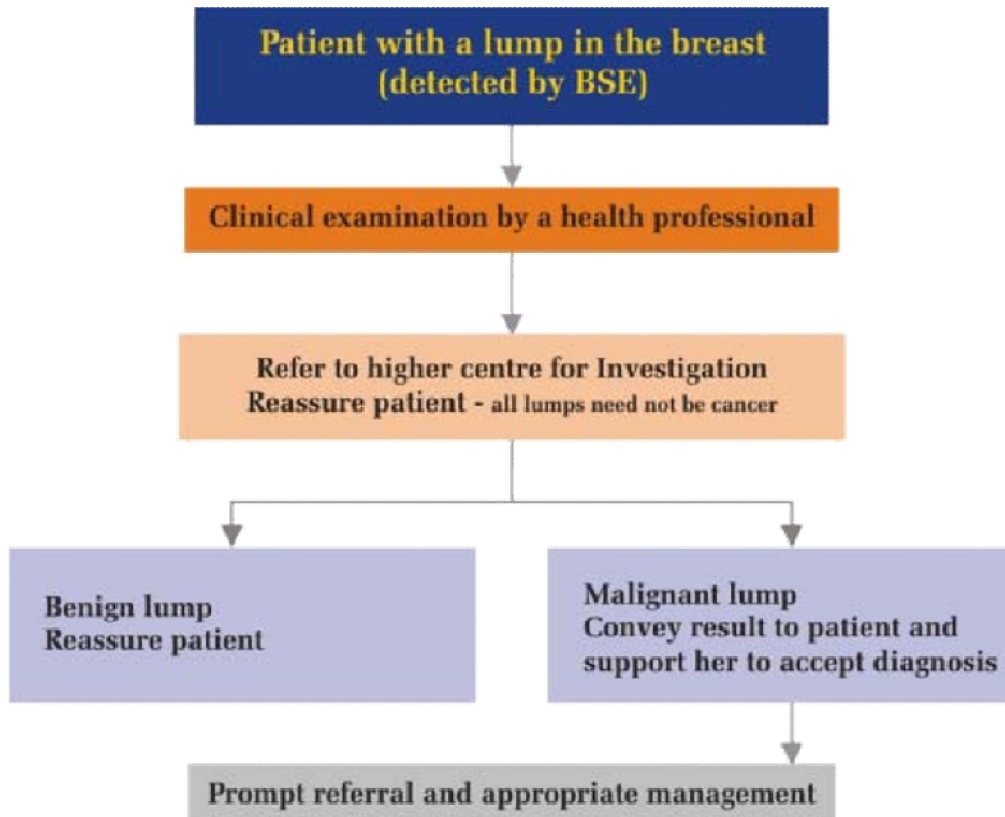 Patient with a lump in the breast
(detected by BSE)
Clinical examination by a health professional
Refer to higher centre for Investigation
Reassure patient - all lumps need not be cancer
Benign lump
Reassure patient
Malignant lump
Convey result to patient and
support her to accept diagnosis
Prompt referral and appropriate management